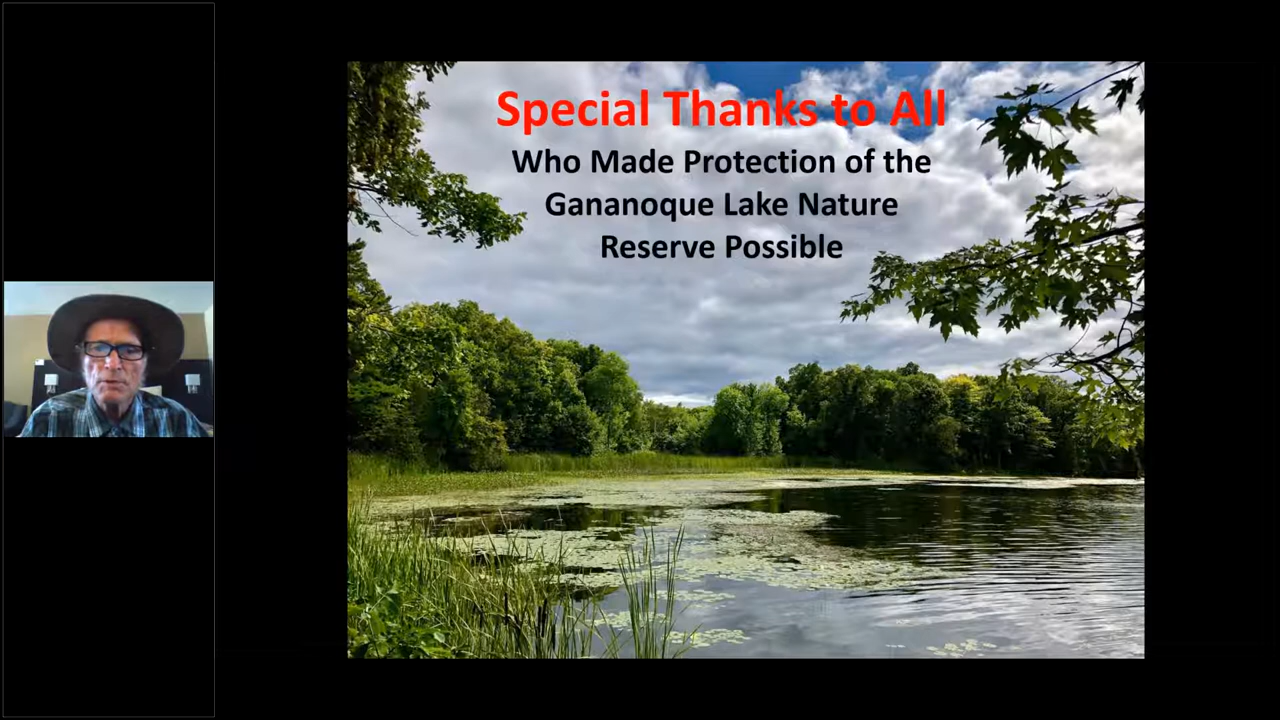 Special Thanks to All
Who Made Protection of the
Gananoque Lake Nature
Reserve Possible